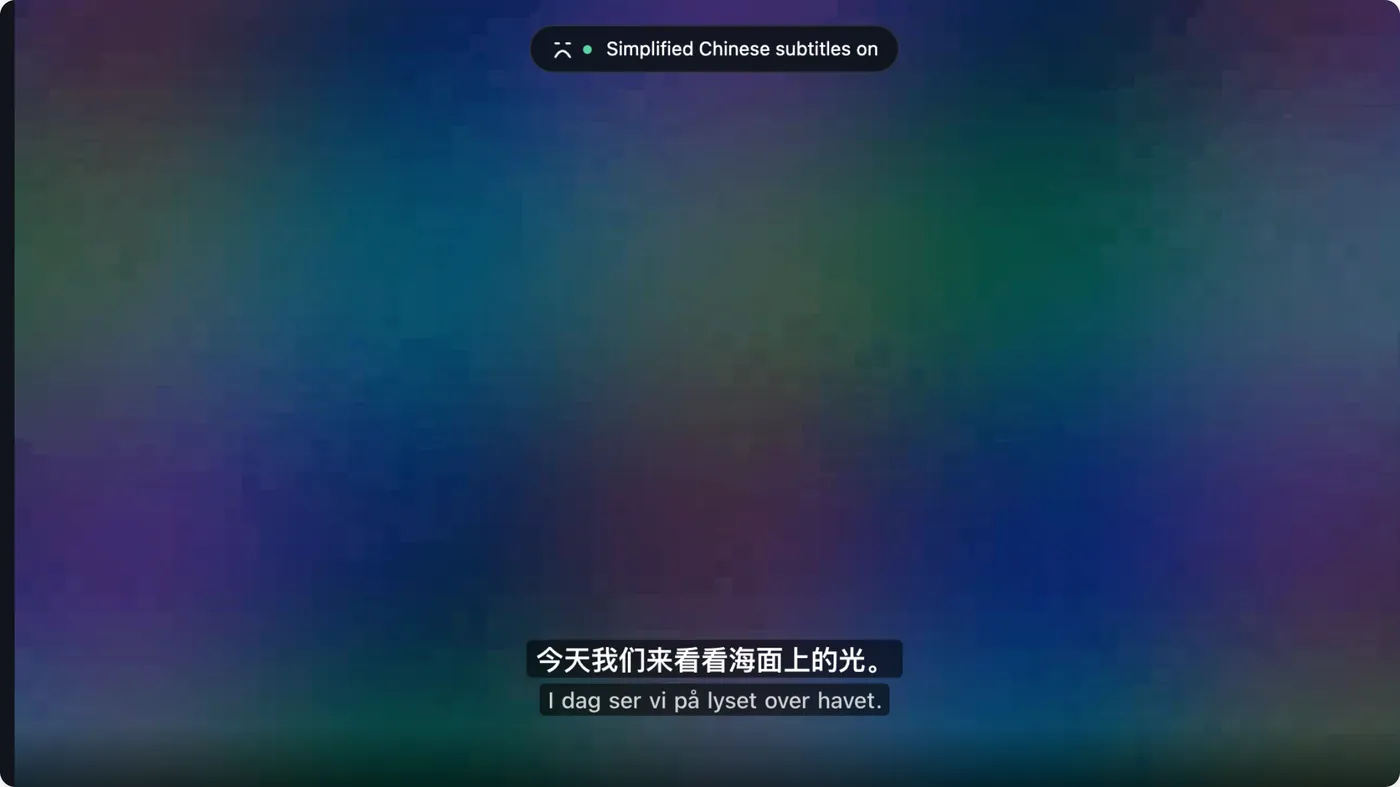 Simplified Chinese subtitles on
今天我们来看看海面上的光。
I dag ser vi på lyset over havet.